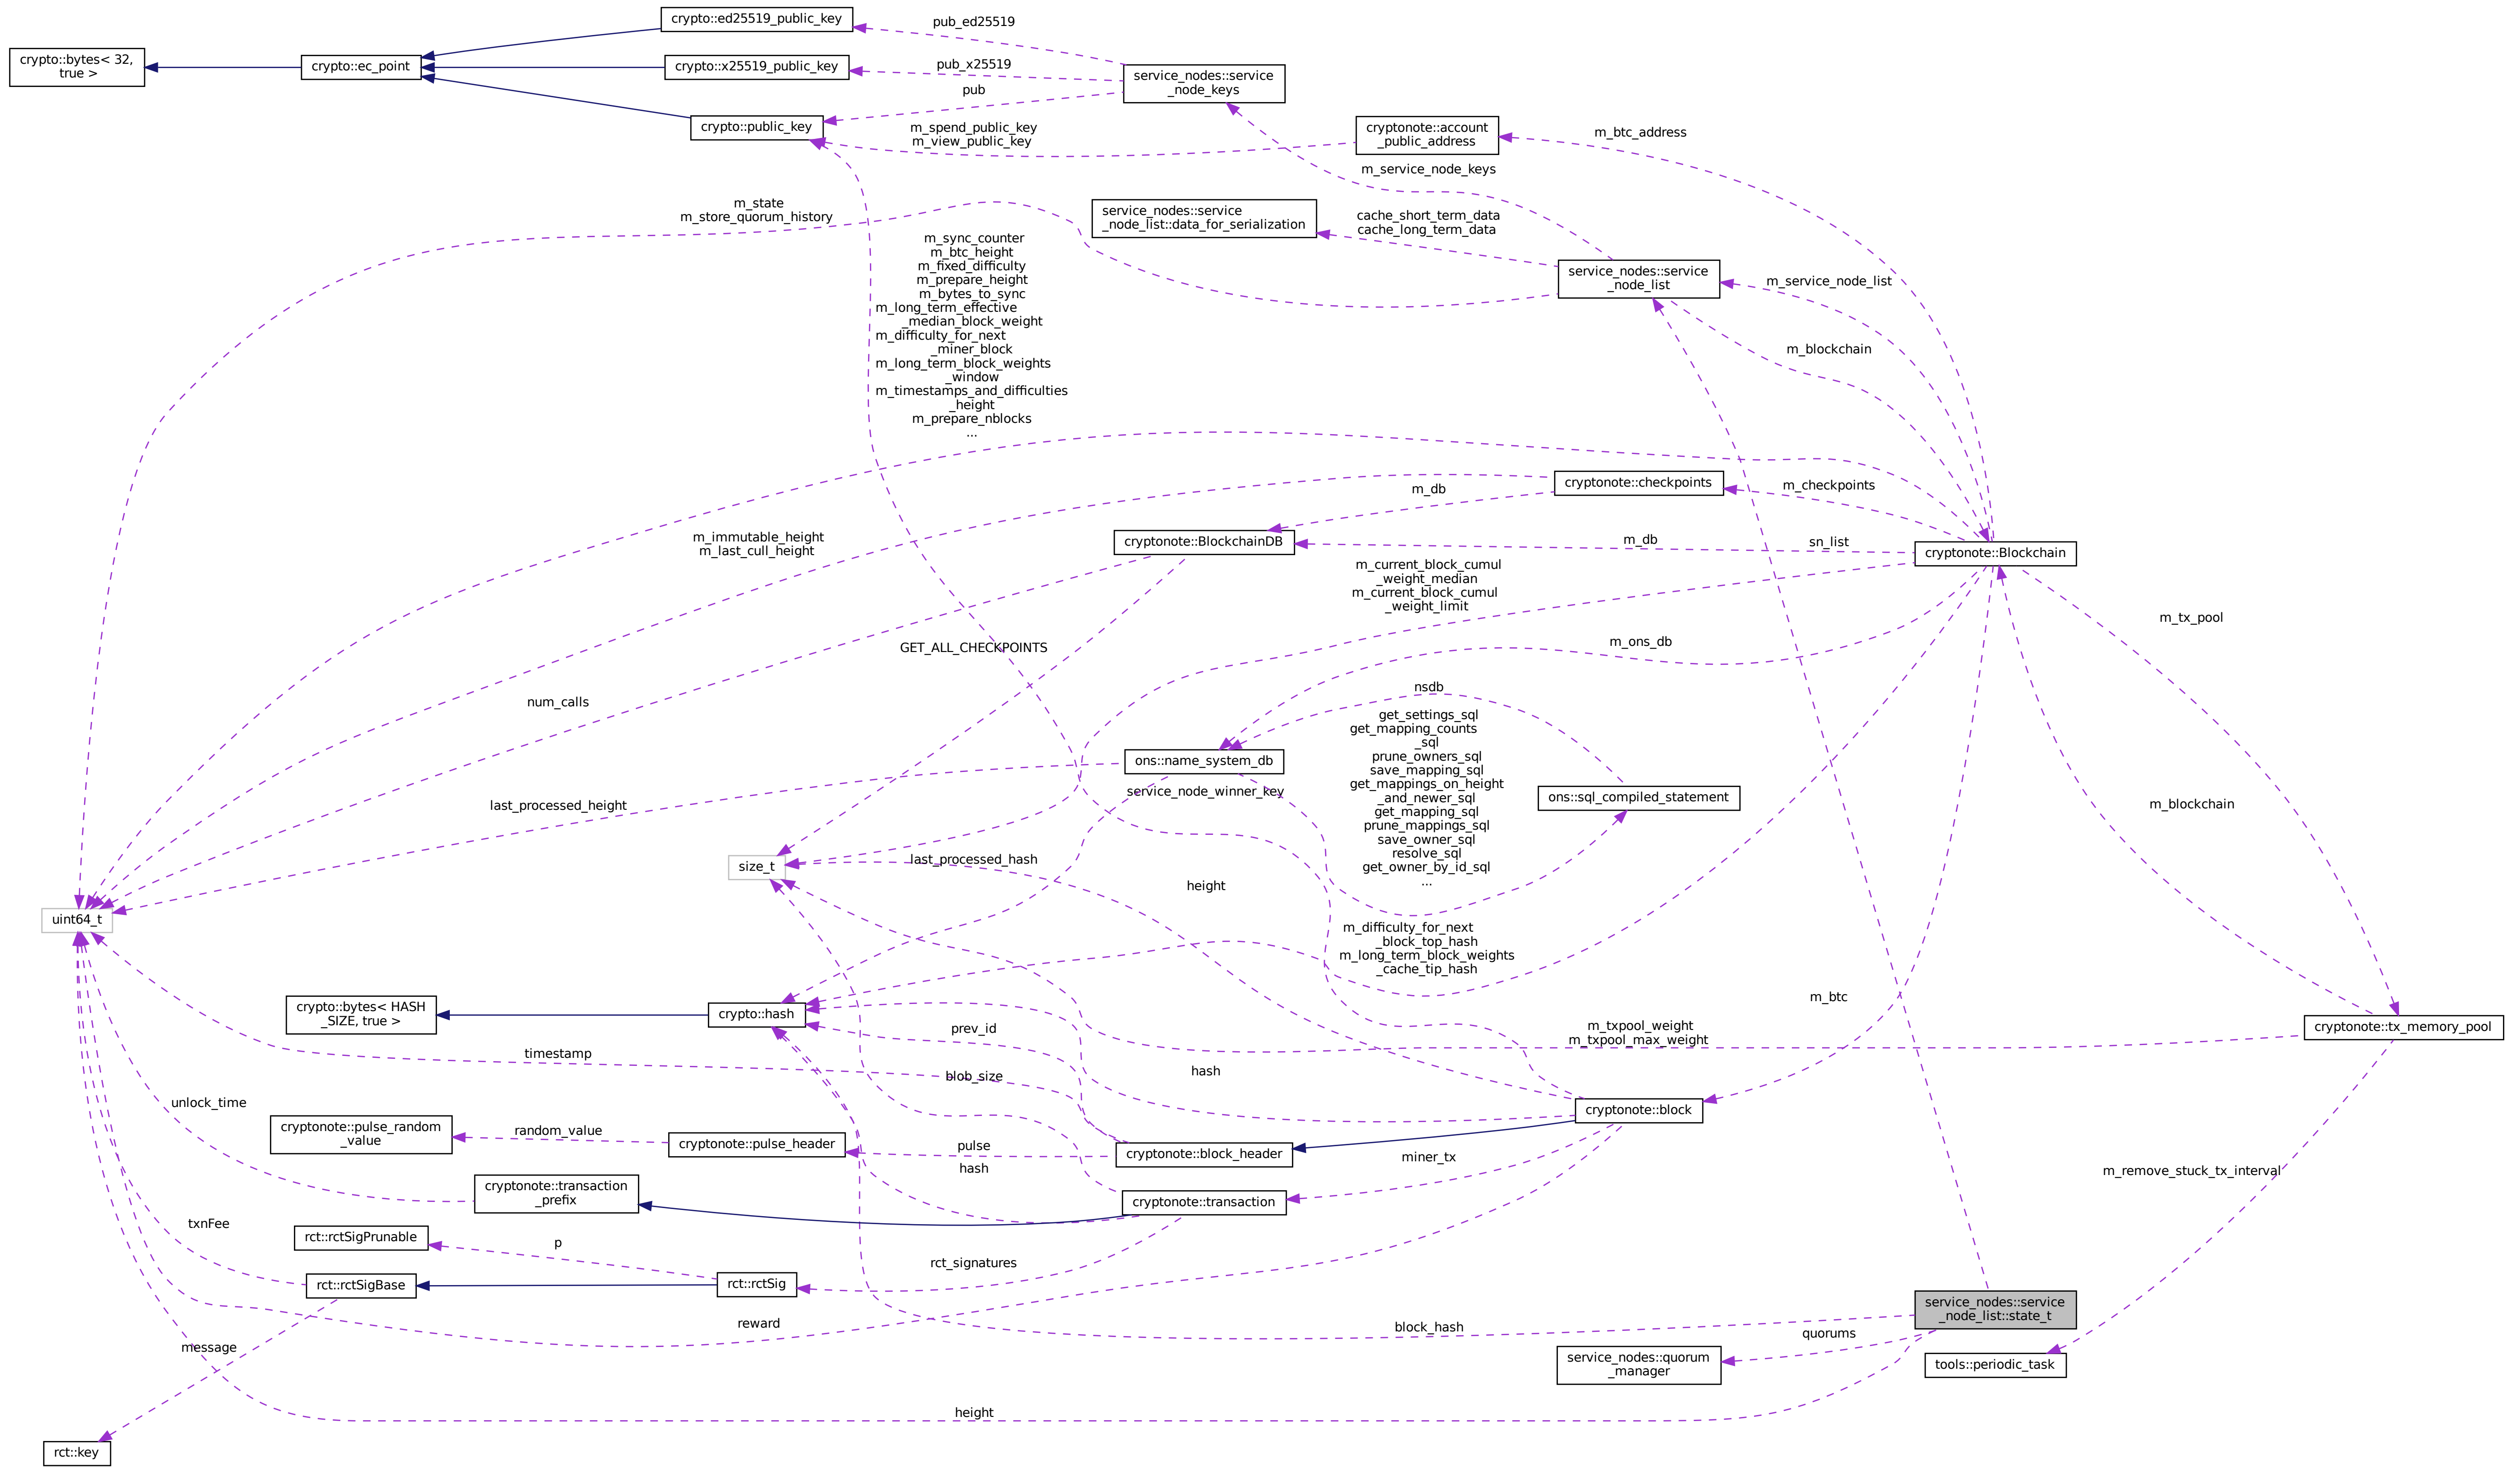 crypto::ed25519_public_key
pub_ed25519
crypto::bytes< 32,
true >
crypto::ec_point
crypto::x25519_public_key
pub_x25519
service_nodes::service
_node_keys
pub
crypto::public_key
m_spend_public_key
m_view_public_key
cryptonote::account
_public_address
m_btc_address
m_service_node_keys
m_state
m_store_quorum_history
service_nodes::service
_node_list::data_for_serialization
cache_short_term_data
cache_long_term_data
service_nodes::service
_node_list
m_service_node_list
m_sync_counter
m_btc_height
m_fixed_difficulty
m_prepare_height
m_bytes_to_sync
m_long_term_effective
_median_block_weight
m_difficulty_for_next
_miner_block
m_long_term_block_weights
_window
m_timestamps_and_difficulties
_height
m_prepare_nblocks
...
m_blockchain
cryptonote::checkpoints
m_checkpoints
m_db
m_immutable_height
m_last_cull_height
cryptonote::BlockchainDB
m_db
sn_list
cryptonote::Blockchain
m_current_block_cumul
_weight_median
m_current_block_cumul
_weight_limit
m_tx_pool
GET_ALL_CHECKPOINTS
m_ons_db
num_calls
nsdb
get_settings_sql
get_mapping_counts
_sql
prune_owners_sql
save_mapping_sql
get_mappings_on_height
_and_newer_sql
get_mapping_sql
prune_mappings_sql
save_owner_sql
resolve_sql
get_owner_by_id_sql
...
ons::name_system_db
service_node_winner_key
ons::sql_compiled_statement
last_processed_height
m_blockchain
size_t
last_processed_hash
height
uint64_t
m_difficulty_for_next
_block_top_hash
m_long_term_block_weights
_cache_tip_hash
m_btc
crypto::bytes< HASH
_SIZE, true >
crypto::hash
prev_id
m_txpool_weight
m_txpool_max_weight
cryptonote::tx_memory_pool
timestamp
blob_size
hash
unlock_time
cryptonote::block
cryptonote::pulse_random
_value
random_value
cryptonote::pulse_header
pulse
cryptonote::block_header
miner_tx
hash
m_remove_stuck_tx_interval
cryptonote::transaction
_prefix
cryptonote::transaction
txnFee
rct::rctSigPrunable
p
rct_signatures
rct::rctSigBase
rct::rctSig
service_nodes::service
_node_list::state_t
reward
block_hash
quorums
message
service_nodes::quorum
_manager
tools::periodic_task
height
rct::key